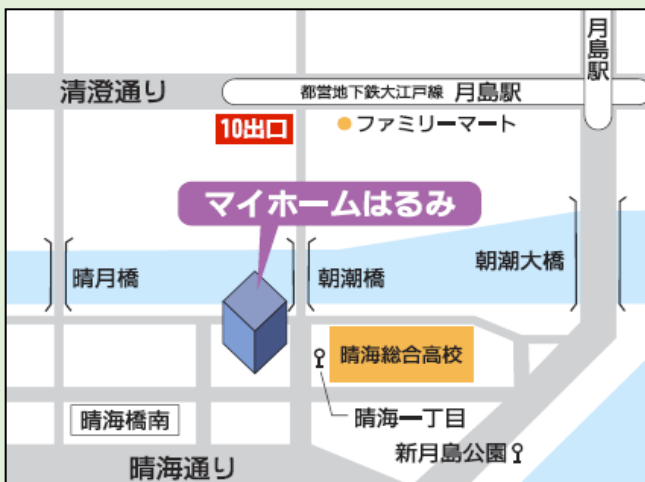 月島駅
清澄通り
都営地下鉄大江戸線 月島駅
10出口
ファミリーマート
マイホームはるみ
晴月橋
朝潮橋
朝潮大橋
晴海総合高校
晴海一丁目
晴海橋南
新月島公園
晴海通り